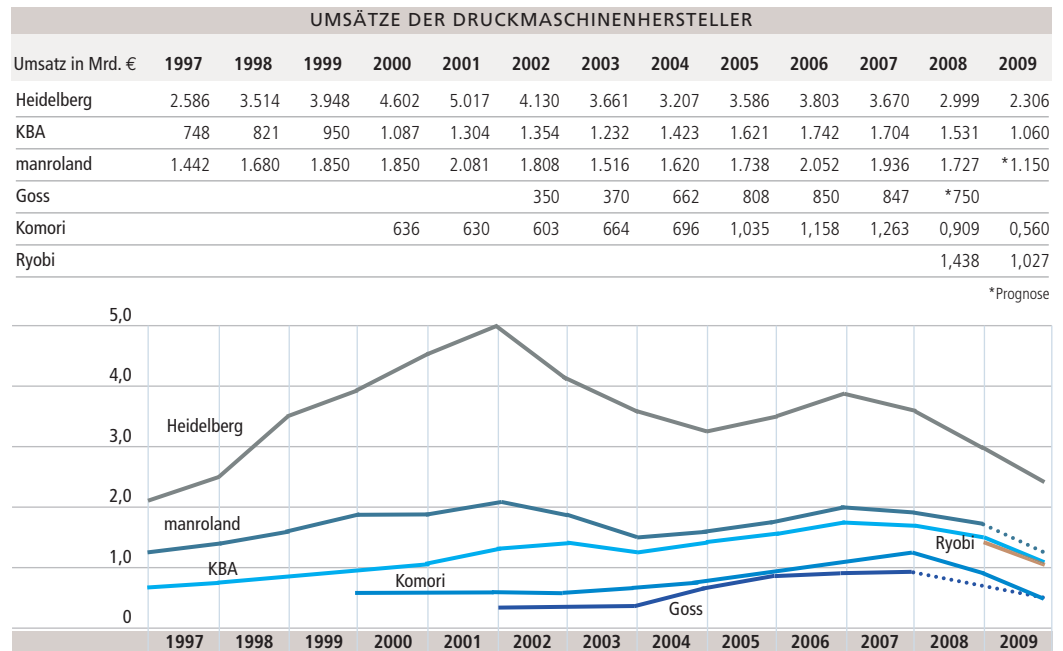 UMSÄTZE DER DRUCKMASCHINENHERSTELLER
Umsatz in Mrd. € 1997 1998 1999 2000 2001 2002 2003 2004 2005 2006 2007 2008 2009
Heidelberg 2.586 3.514 3.948 4.602 5.017 4.130 3.661 3.207 3.586 3.803 3.670 2.999 2.306
KBA 748 821 950 1.087 1.304 1.354 1.232 1.423 1.621 1.742 1.704 1.531 1.060
manroland 1.442 1.680 1.850 1.850 2.081 1.808 1.516 1.620 1.738 2.052 1.936 1.727 *1.150
Goss 350 370 662 808 850 847 *750
Komori 636 630 603 664 696 1,035 1,158 1,263 0,909 0,560
Ryobi 1,438 1,027
*Prognose
5,0
4,0
Heidelberg
3,0
2,0
manroland
Ryobi
1,0
KBA
Komori
Goss
0
1997 1998 1999 2000 2001 2002 2003 2004 2005 2006 2007 2008 2009